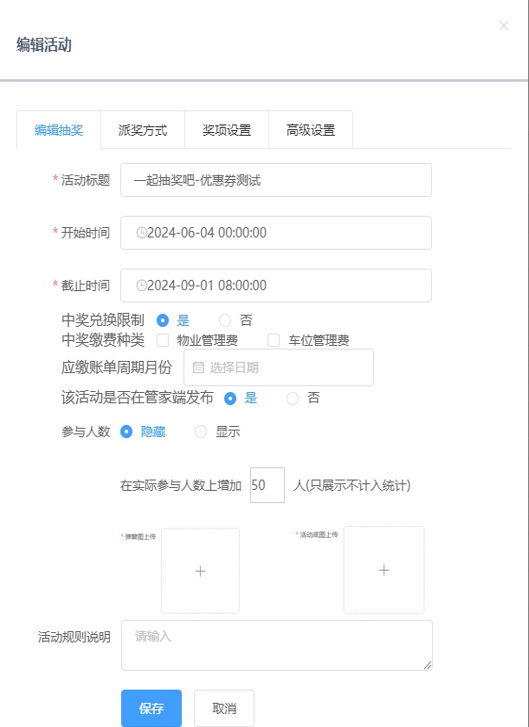 编辑活动
编辑抽奖 派奖方式 奖项设置 高级设置
* 活动标题 一起抽奖吧-优惠券测试
* 开始时间 2024-06-04 00:00:00
* 截止时间 2024-09-01 08:00:00
中奖兑换限制 是 否
中奖缴费种类 物业管理费 车位管理费
应缴账单周期月份 选择日期
该活动是否在管家端发布 是 否
参与人数 隐藏 显示
在实际参与人数上增加 50 人(只展示不计入统计)
* 弹窗图上传 * 活动底图上传
活动规则说明 请输入
保存 取消